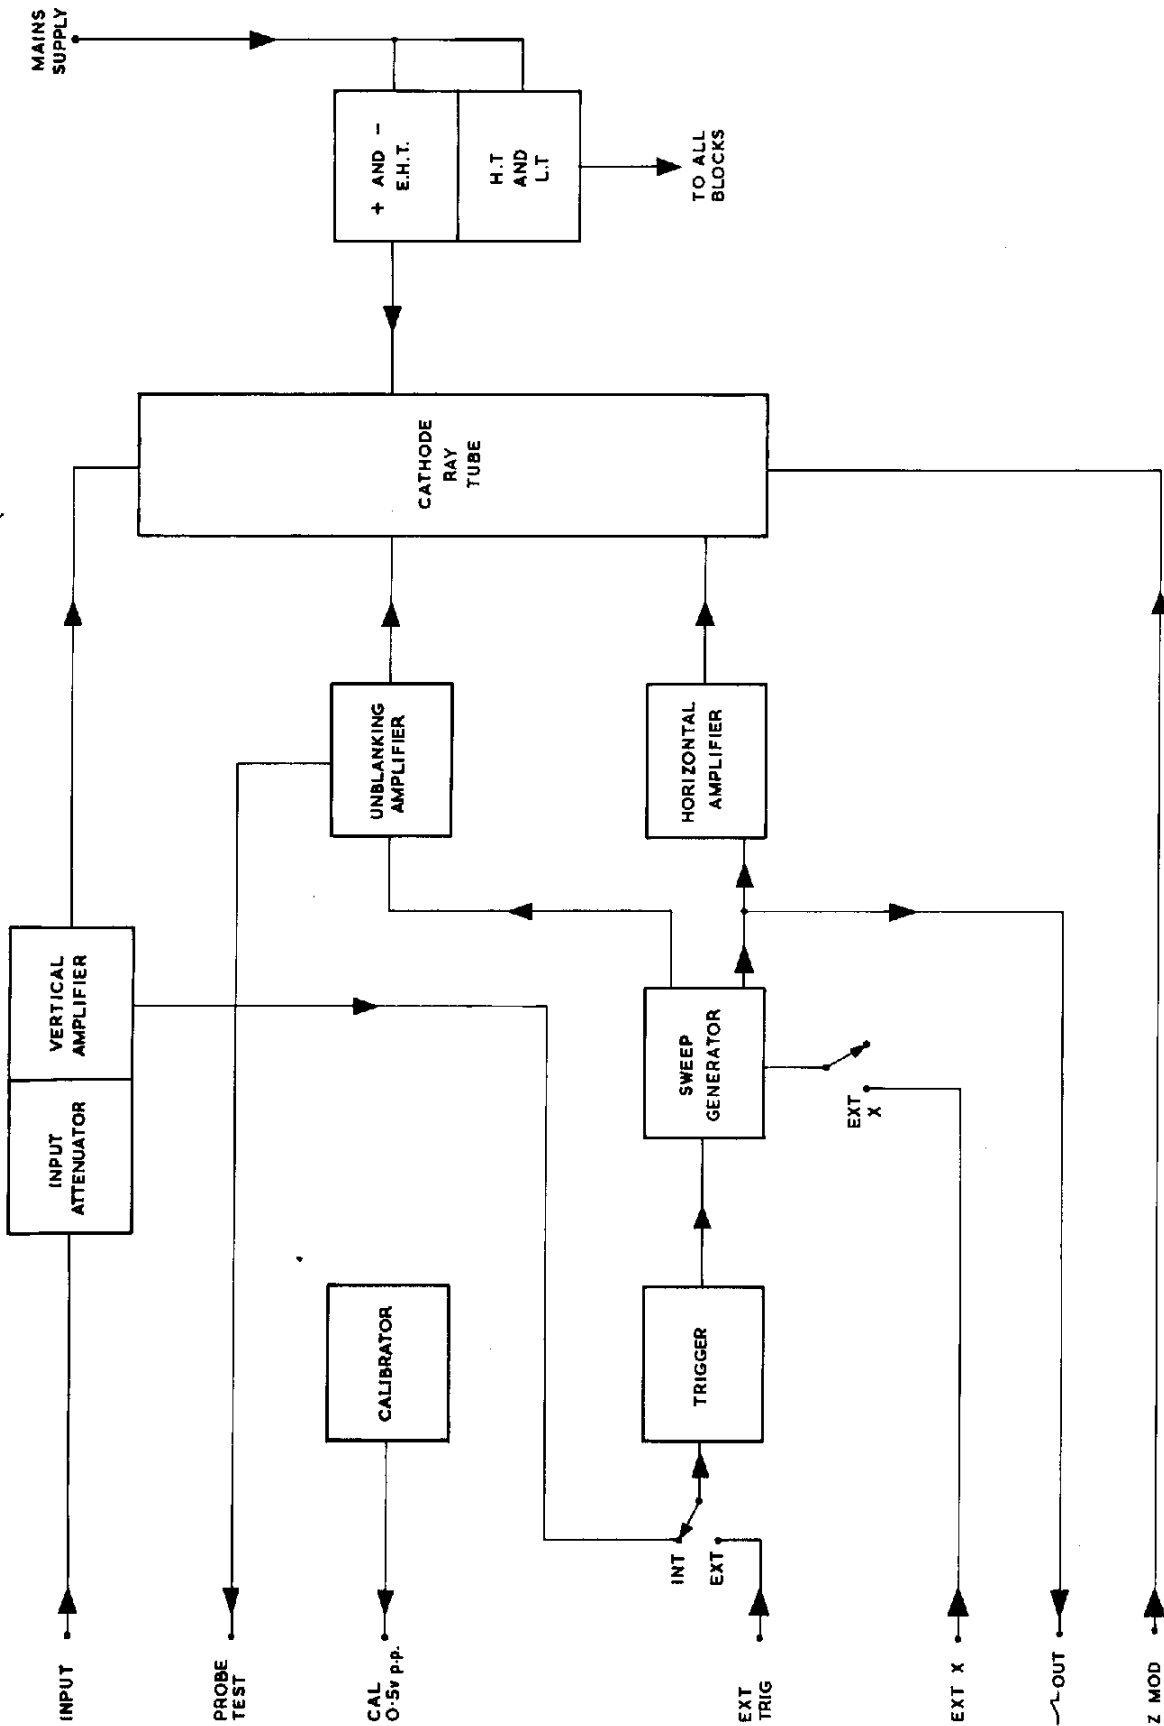 INPUT
PROBE
TEST
CAL
0·5v p.p.
EXT
TRIG
EXT X
OUT
Z MOD
INPUT
ATTENUATOR
VERTICAL
AMPLIFIER
CALIBRATOR
INT
EXT
TRIGGER
EXT
X
SWEEP
GENERATOR
UNBLANKING
AMPLIFIER
HORIZONTAL
AMPLIFIER
CATHODE
RAY
TUBE
+ AND -
E.H.T.
H.T
AND
L.T
TO ALL
BLOCKS
MAINS
SUPPLY